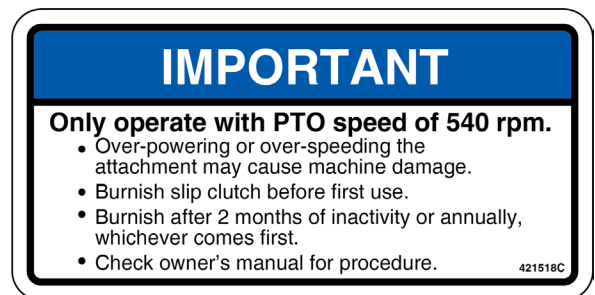 IMPORTANT
Only operate with PTO speed of 540 rpm.
• Over-powering or over-speeding the
attachment may cause machine damage.
• Burnish slip clutch before first use.
• Burnish after 2 months of inactivity or annually,
whichever comes first.
• Check owner's manual for procedure.
421518C